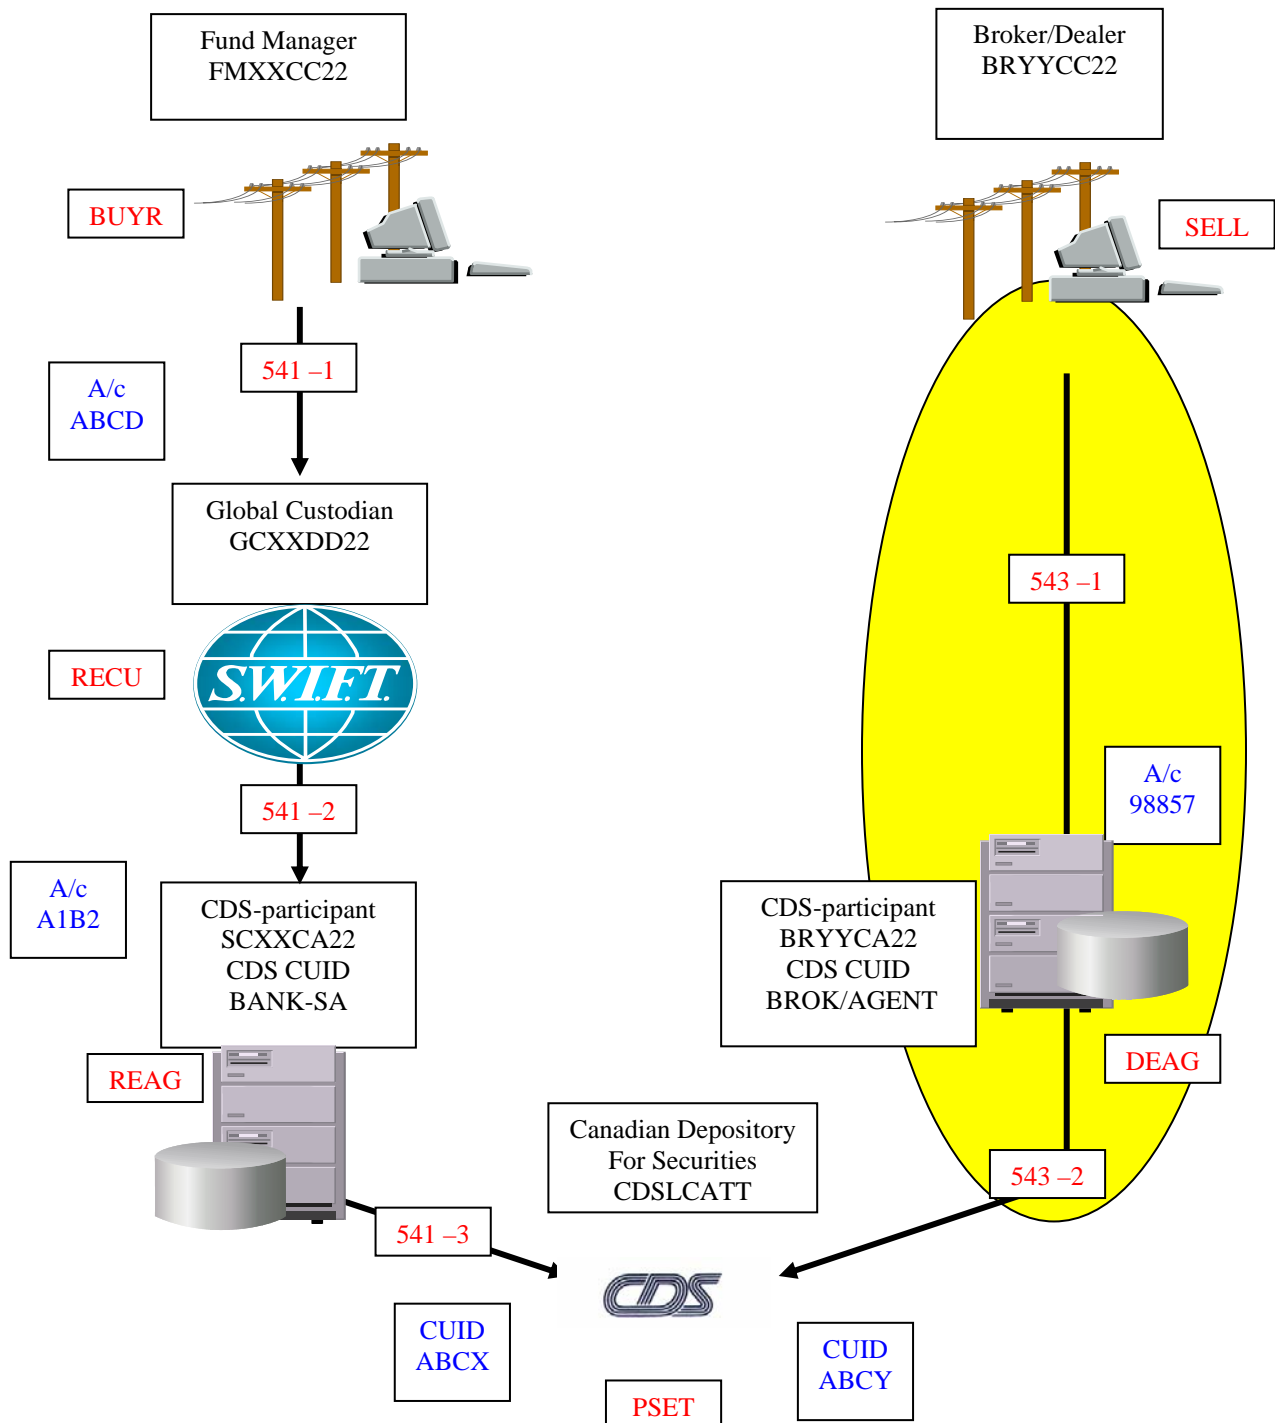 Fund Manager
FMXXCC22
Broker/Dealer
BRYYCC22
BUYR
SELL
541 –1
A/c
ABCD
Global Custodian
GCXXDD22
543 –1
RECU
S.W.I.F.T.
A/c
98857
541 –2
A/c
A1B2
CDS-participant
SCXXCA22
CDS CUID
BANK-SA
CDS-participant
BRYYCA22
CDS CUID
BROK/AGENT
REAG
DEAG
Canadian Depository
For Securities
CDSLCATT
543 –2
541 –3
CDS
CUID
ABCX
CUID
ABCY
PSET